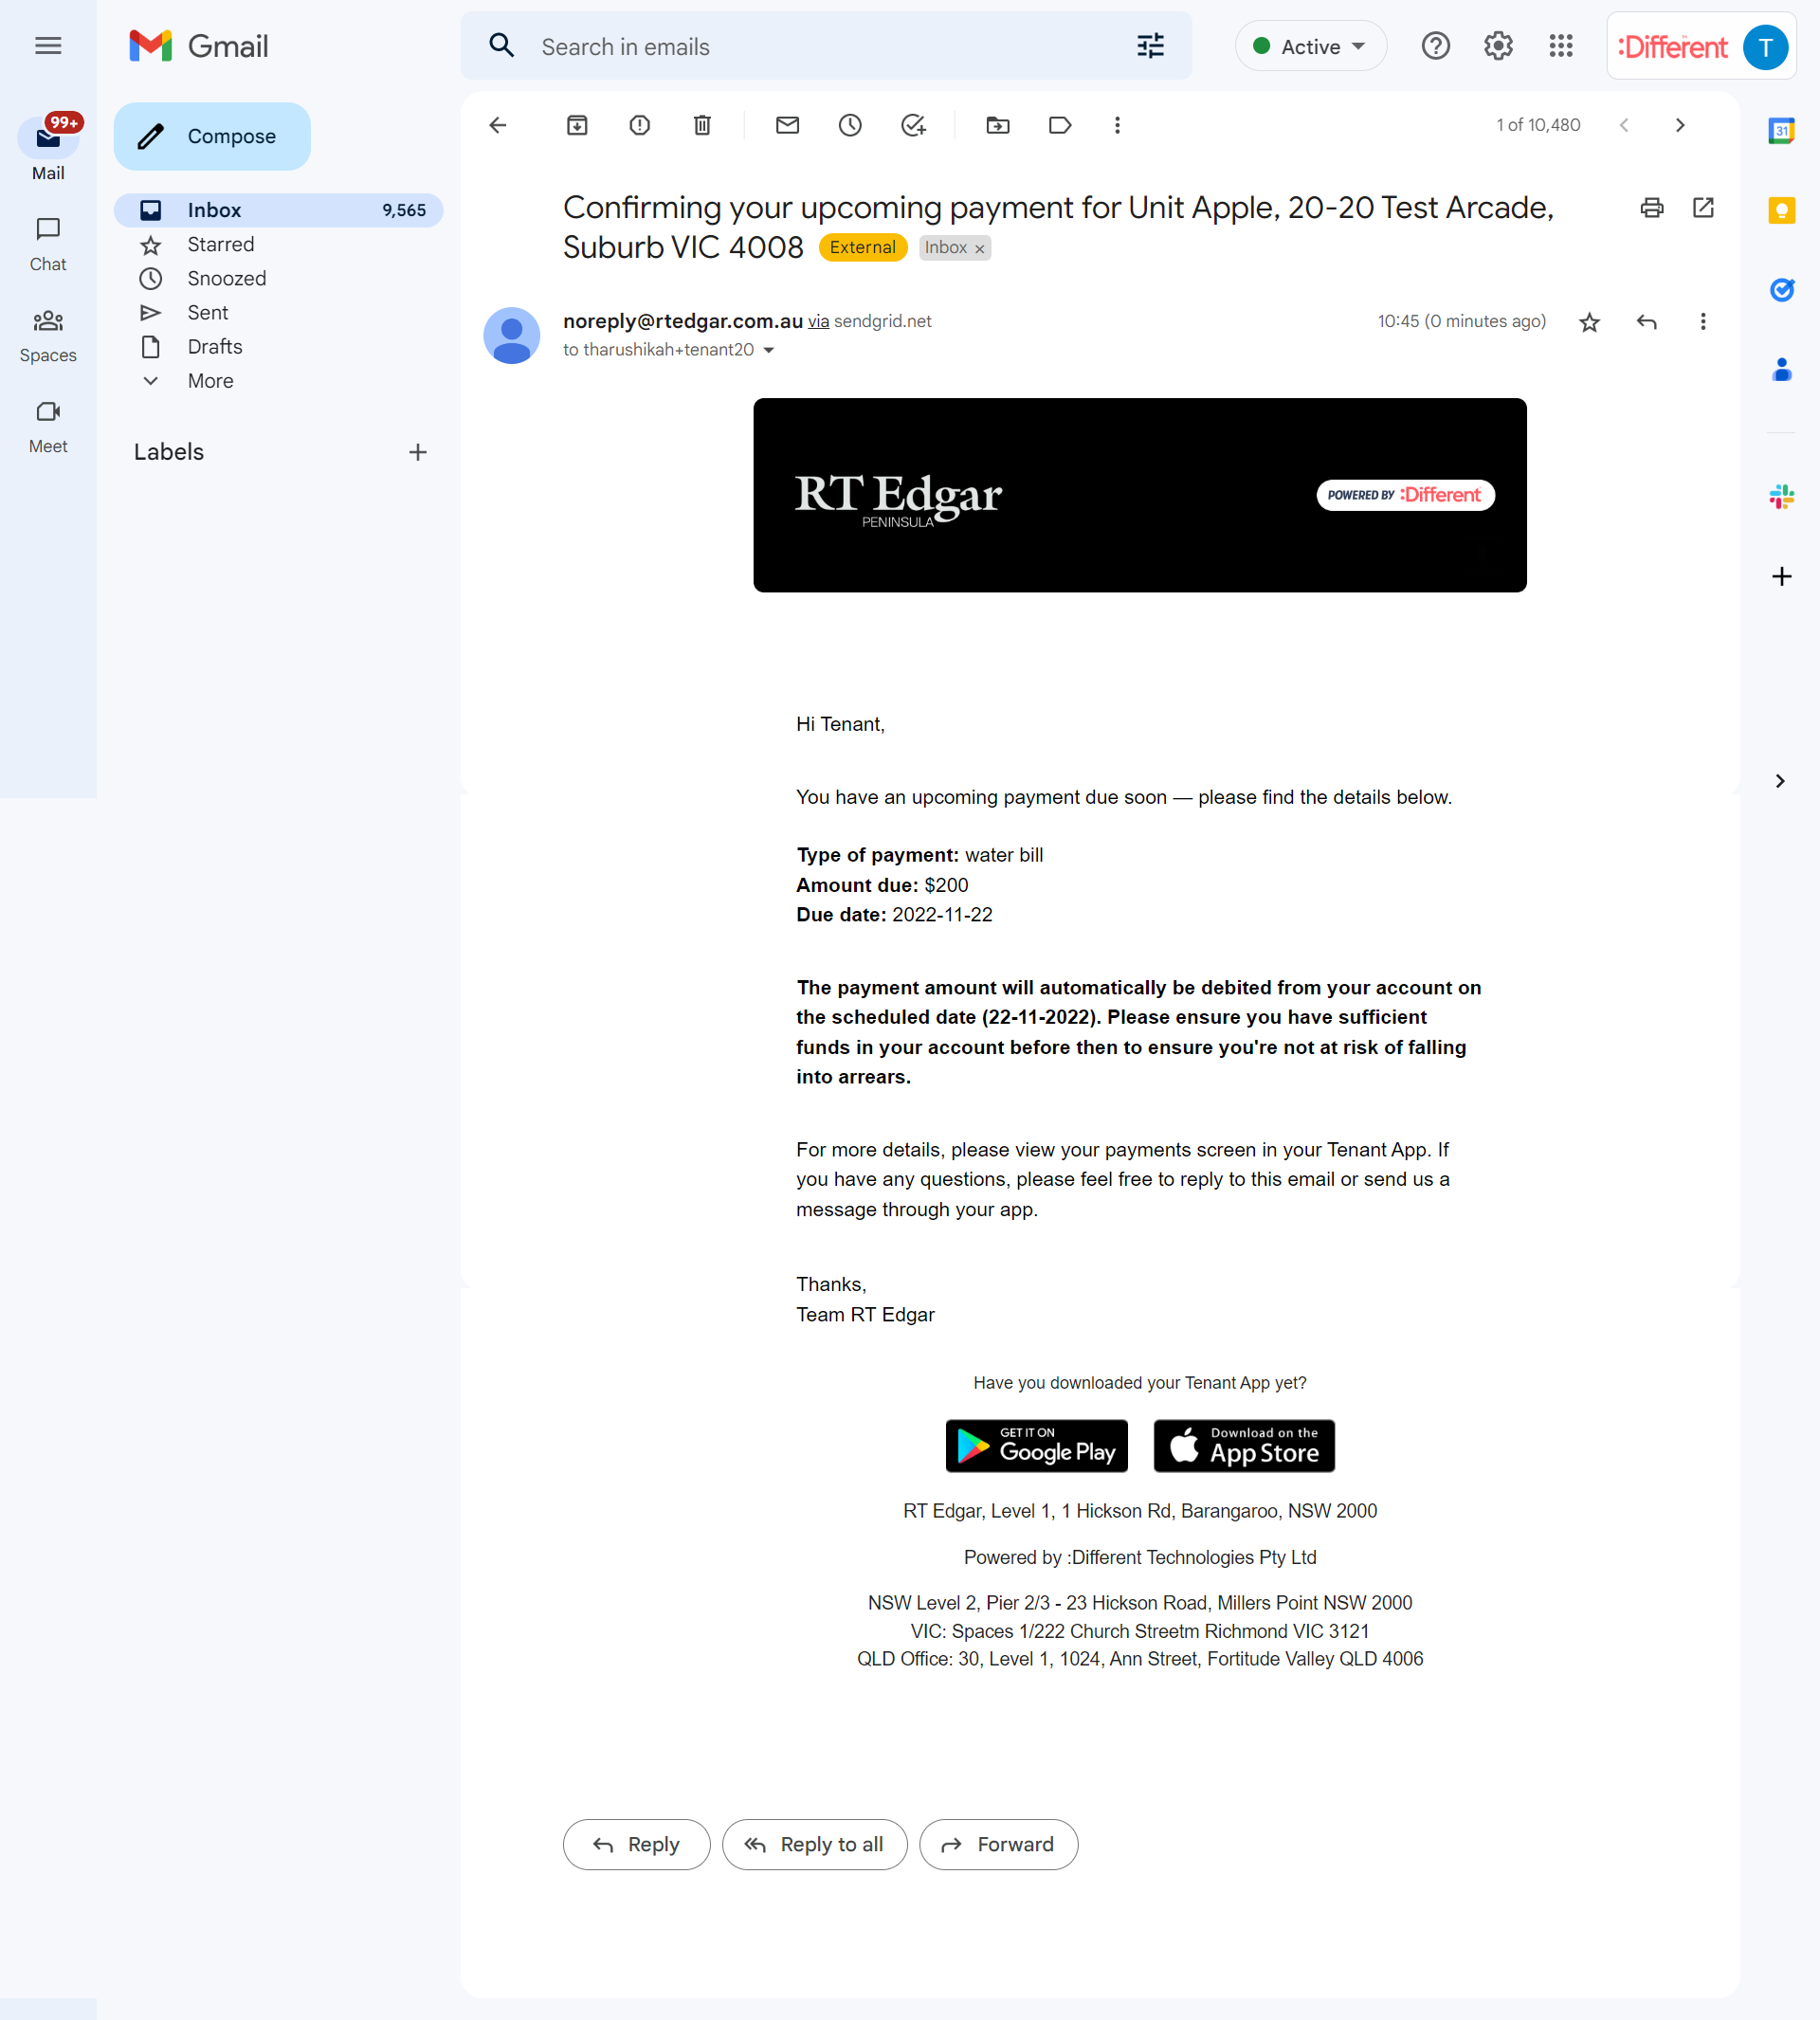 Gmail
Search in emails
Active
:Different
T
99+
Mail
Compose
1 of 10,480
31
Inbox 9,565
Starred
Snoozed
Sent
Drafts
More
Labels
Chat
Spaces
Meet
Confirming your upcoming payment for Unit Apple, 20-20 Test Arcade,
Suburb VIC 4008 External Inbox ×
noreply@rtedgar.com.au via sendgrid.net
10:45 (0 minutes ago)
to tharushikah+tenant20
RT Edgar
PENINSULA
POWERED BY :Different
Hi Tenant,
You have an upcoming payment due soon — please find the details below.
Type of payment: water bill
Amount due: $200
Due date: 2022-11-22
The payment amount will automatically be debited from your account on
the scheduled date (22-11-2022). Please ensure you have sufficient
funds in your account before then to ensure you're not at risk of falling
into arrears.
For more details, please view your payments screen in your Tenant App. If
you have any questions, please feel free to reply to this email or send us a
message through your app.
Thanks,
Team RT Edgar
Have you downloaded your Tenant App yet?
GET IT ON
Google Play
Download on the
App Store
RT Edgar, Level 1, 1 Hickson Rd, Barangaroo, NSW 2000
Powered by :Different Technologies Pty Ltd
NSW Level 2, Pier 2/3 - 23 Hickson Road, Millers Point NSW 2000
VIC: Spaces 1/222 Church Streetm Richmond VIC 3121
QLD Office: 30, Level 1, 1024, Ann Street, Fortitude Valley QLD 4006
Reply
Reply to all
Forward